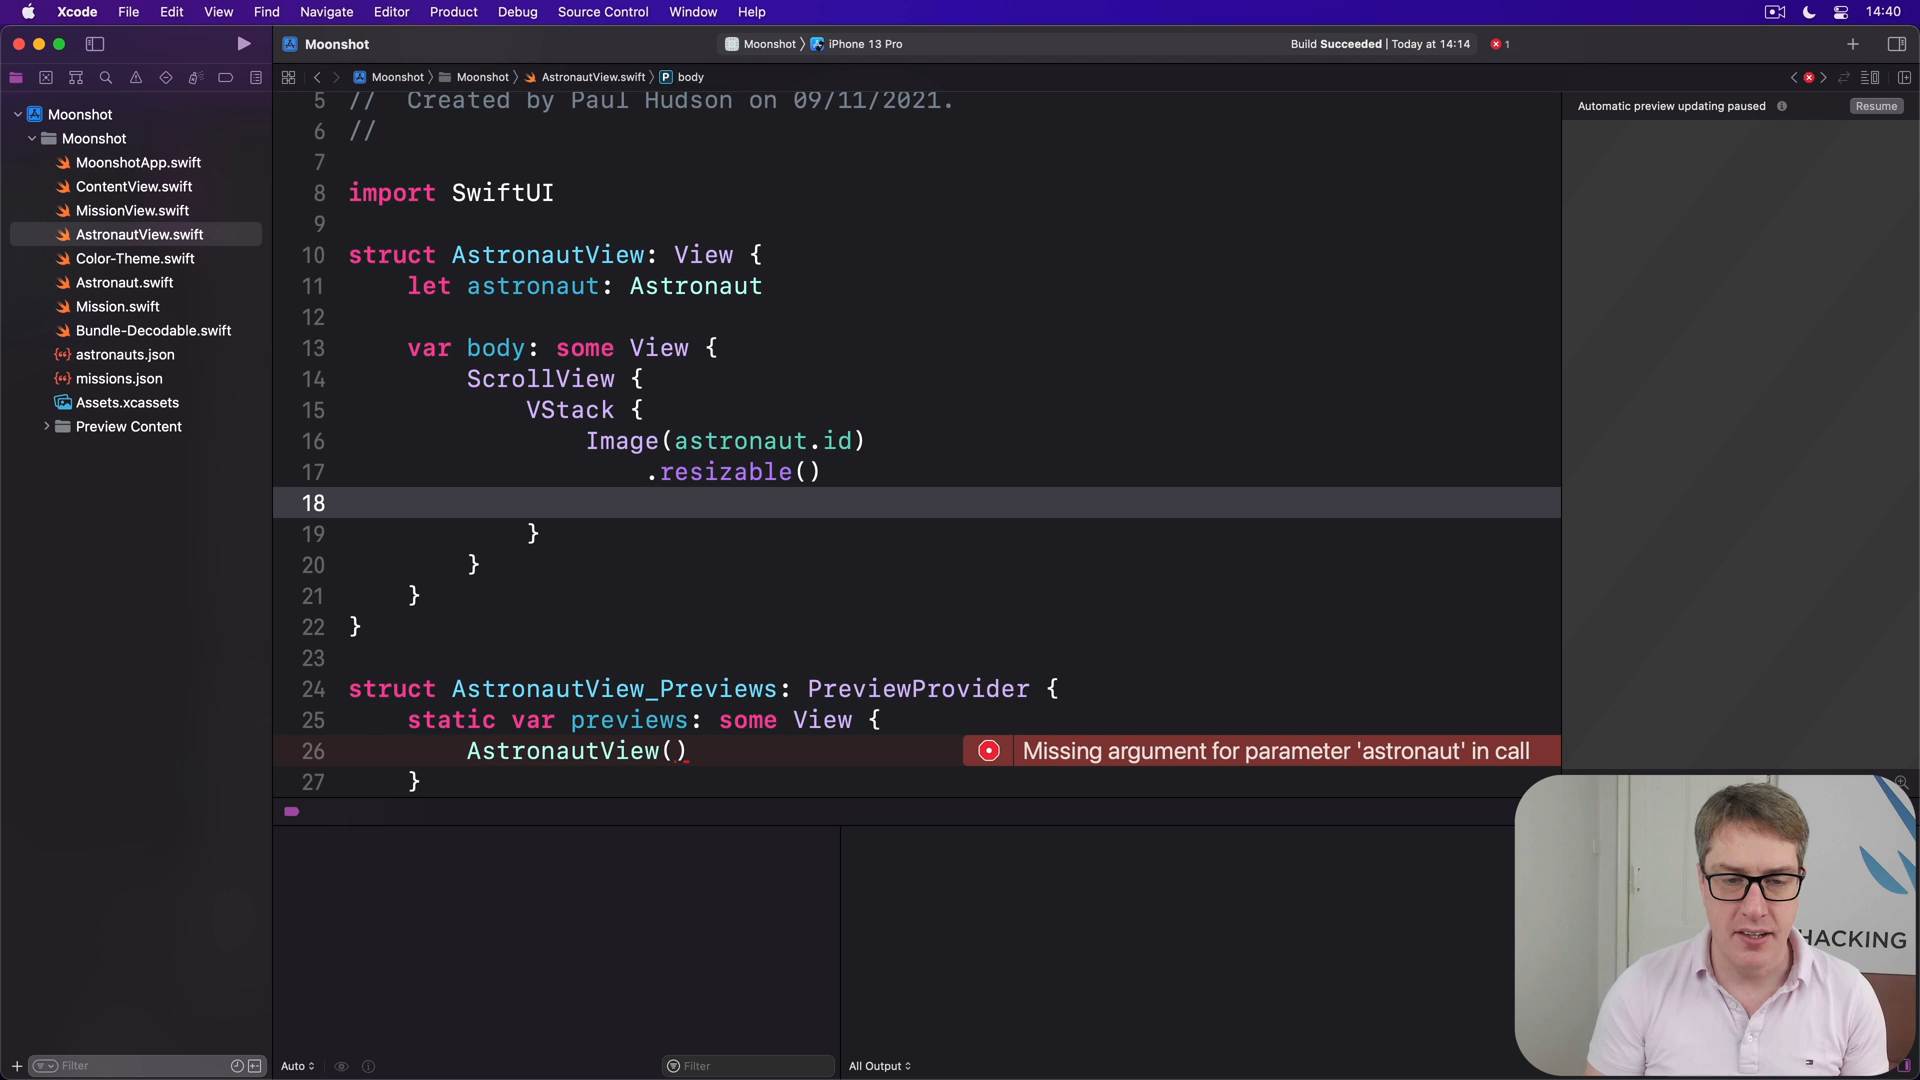 Xcode File Edit View Find Navigate Editor Product Debug Source Control Window Help 14:40
Moonshot Moonshot iPhone 13 Pro Build Succeeded | Today at 14:14 1
Moonshot Moonshot AstronautView.swift P body
Automatic preview updating paused Resume
Moonshot
Moonshot
MoonshotApp.swift
ContentView.swift
MissionView.swift
AstronautView.swift
Color-Theme.swift
Astronaut.swift
Mission.swift
Bundle-Decodable.swift
astronauts.json
missions.json
Assets.xcassets
Preview Content
5 //  Created by Paul Hudson on 09/11/2021.
6 //
7
8 import SwiftUI
9
10 struct AstronautView: View {
11     let astronaut: Astronaut
12
13     var body: some View {
14         ScrollView {
15             VStack {
16                 Image(astronaut.id)
17                     .resizable()
18
19             }
20         }
21     }
22 }
23
24 struct AstronautView_Previews: PreviewProvider {
25     static var previews: some View {
26         AstronautView() Missing argument for parameter 'astronaut' in call
27     }
HACKING
Filter Auto Filter All Output